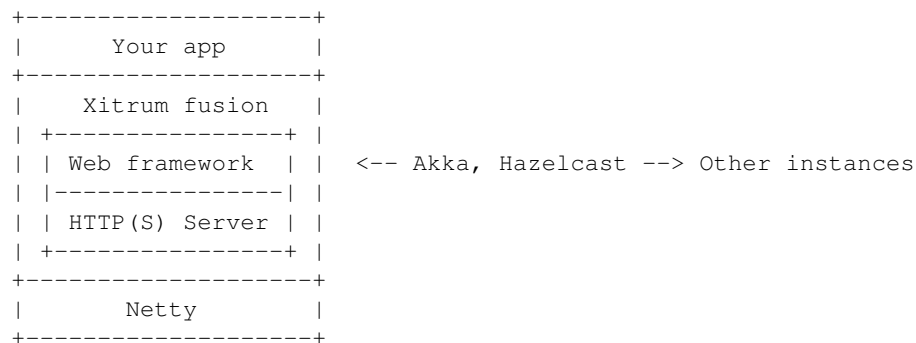 +--------------------+
|      Your app      |
+--------------------+
|    Xitrum fusion   |
| +----------------+ |
| | Web framework  | |  <-- Akka, Hazelcast --> Other instances
| |----------------| |
| | HTTP(S) Server | |
| +----------------+ |
+--------------------+
|       Netty        |
+--------------------+